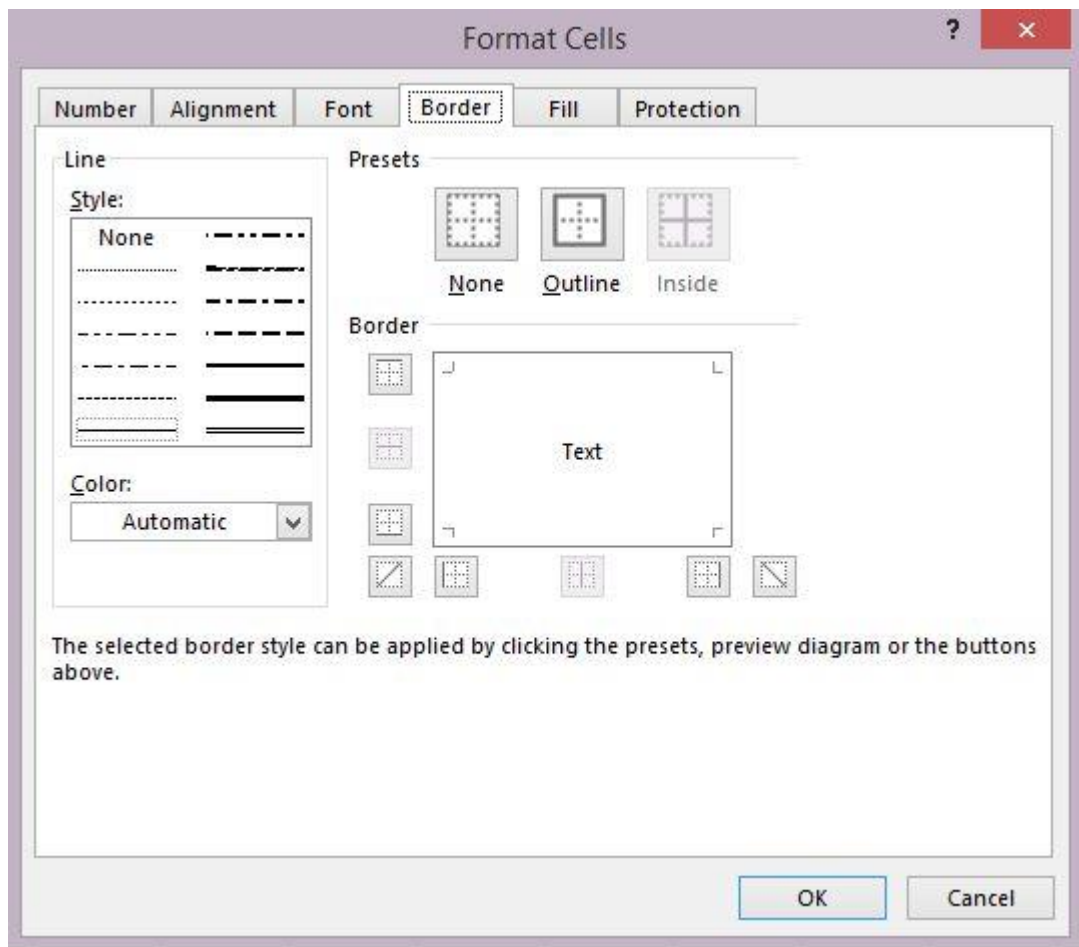 Format Cells
?
Number Alignment Font Border Fill Protection
Line
Style:
None
Color:
Automatic
Presets
None Outline Inside
Border
Text
The selected border style can be applied by clicking the presets, preview diagram or the buttons
above.
OK Cancel